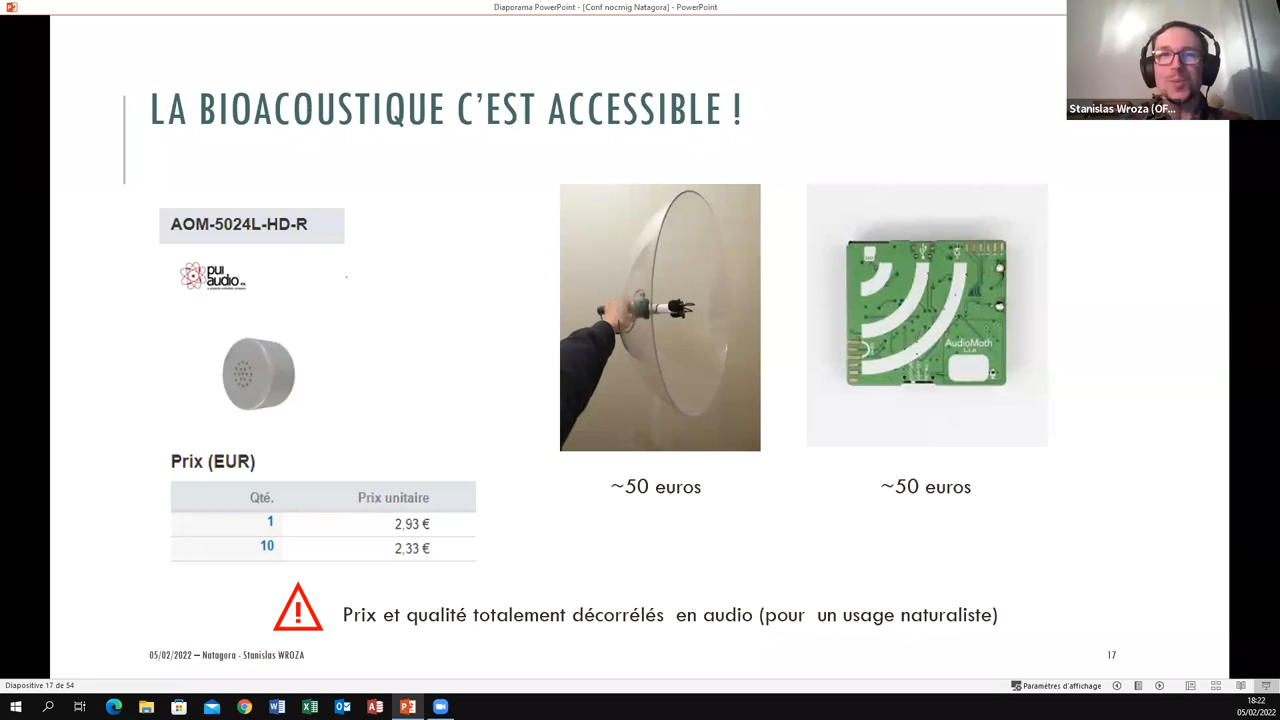 Diaporama PowerPoint - [Conf nocmig Natagora] - PowerPoint
Stanislas Wroza (OF...
LA BIOACOUSTIQUE C'EST ACCESSIBLE !
AOM-5024L-HD-R
pui audio
AudioMoth
Prix (EUR)
Qté. Prix unitaire
1 2,93 €
10 2,33 €
~50 euros
~50 euros
Prix et qualité totalement décorrélés en audio (pour un usage naturaliste)
05/02/2022 – Natagora - Stanislas WROZA
17
Diapositive 17 de 54
Paramètres d'affichage
18:22
05/02/2022